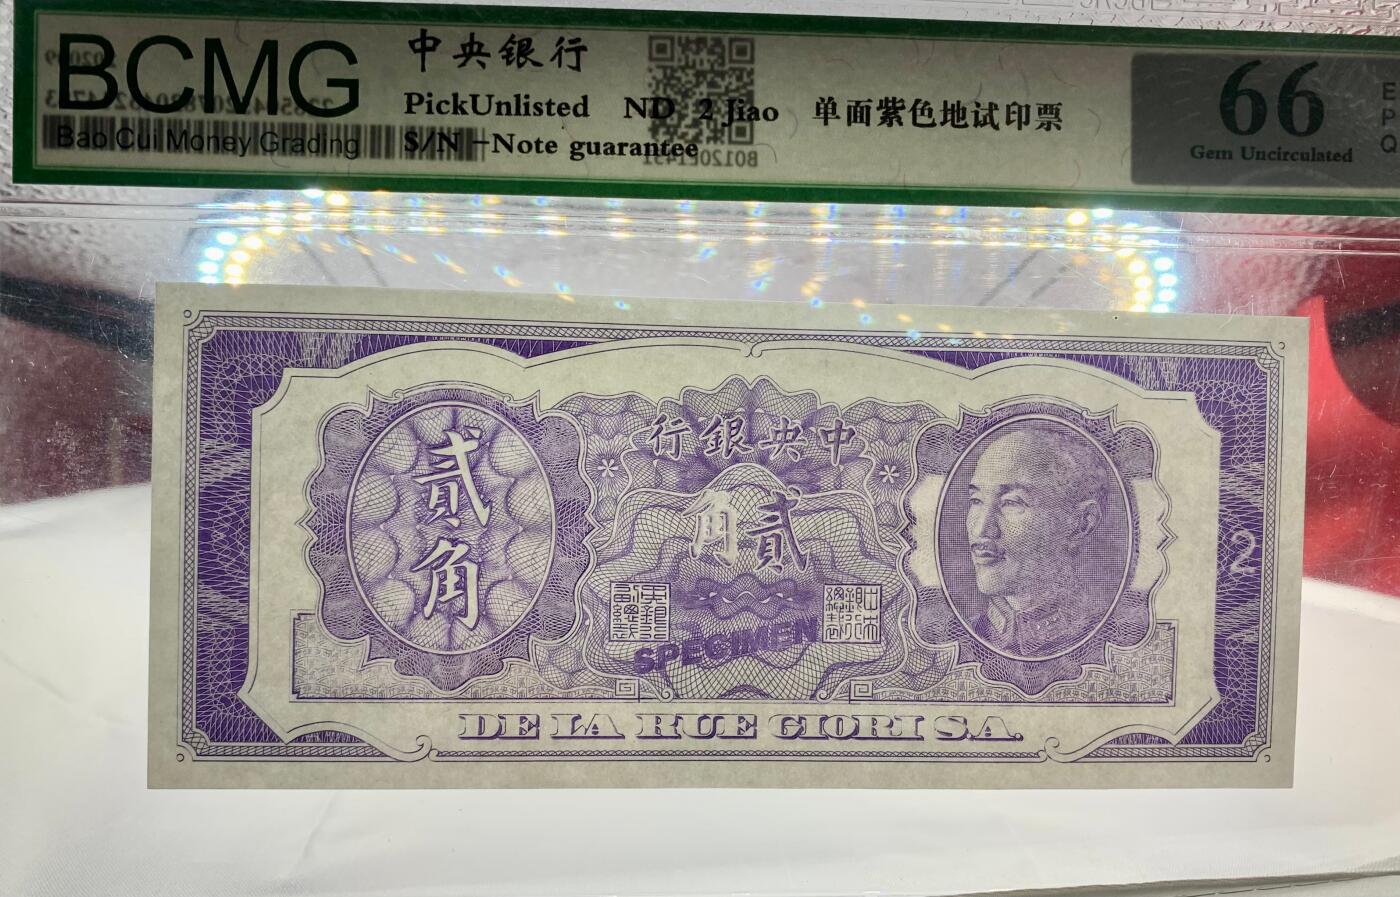 BCMG
Bao Cui Money Grading
中央银行
PickUnlisted ND 2 Jiao 单面紫色地试印票
S/N -Note guarantee
66
Gem Uncirculated
E
P
Q
B01202
行銀央中
角貳
貳角
2
SPECIMEN
DE LA RUE GIORI S.A.